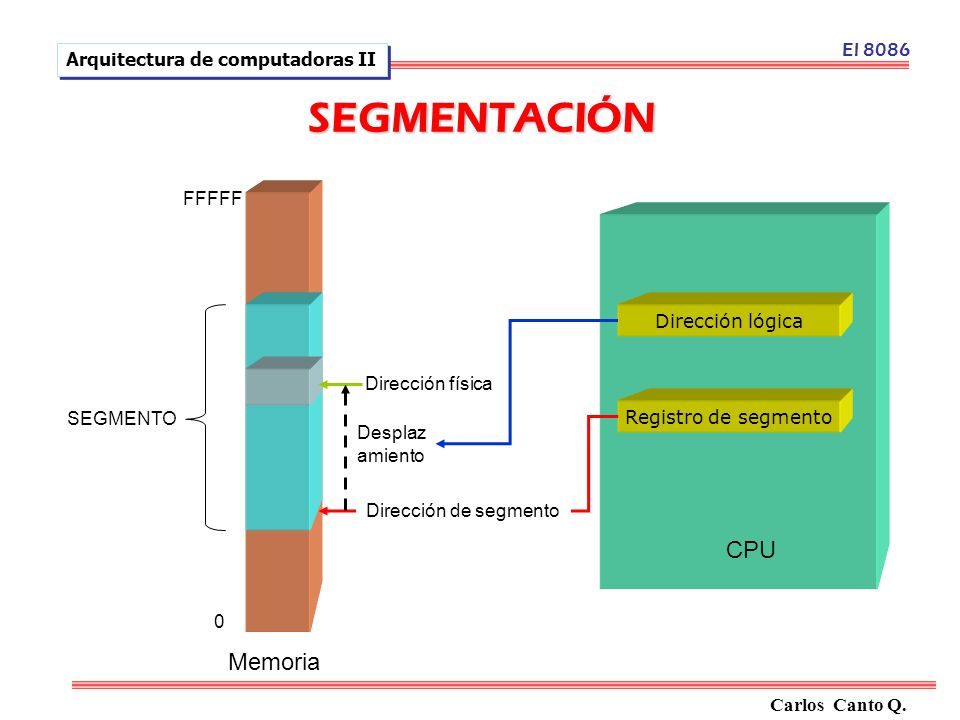 Arquitectura de computadoras II
El 8086
SEGMENTACIÓN
FFFFF
Dirección lógica
Dirección física
Registro de segmento
SEGMENTO
Desplaz
amiento
Dirección de segmento
CPU
0
Memoria
Carlos Canto Q.